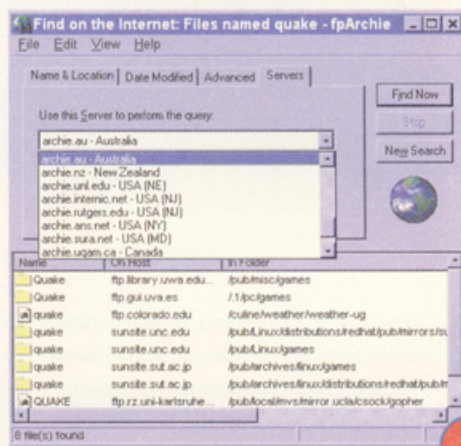 Find on the Internet: Files named quake - fpArchie
File Edit View Help
Name & Location Date Modified Advanced Servers
Find Now
Use this Server to perform the query:
Stop
archie.au - Australia
New Search
archie.au - Australia
archie.nz - New Zealand
archie.unl.edu - USA (NE)
archie.internic.net - USA (NJ)
archie.rutgers.edu - USA (NJ)
archie.ans.net - USA (NY)
archie.sura.net - USA (MD)
archie.uqam.ca - Canada
Name On Host In Folder
Quake ftp.library.uwa.edu... /pub/misc/games
Quake ftp.gui.uva.es /.1/pc/games
quake ftp.colorado.edu /culine/weather/weather-ug
quake sunsite.unc.edu /pub/Linux/distributions/redhat/pub/mirrors/su
quake sunsite.unc.edu /pub/Linux/games
quake sunsite.sut.ac.jp /pub/archives/linux/games
quake sunsite.sut.ac.jp /pub/archives/linux/distributions/redhat/pub/m
QUAKE ftp.rz.uni-karlsruhe... /pub/local/mvs/mirror.ucla/csock/gopher
8 file(s) found